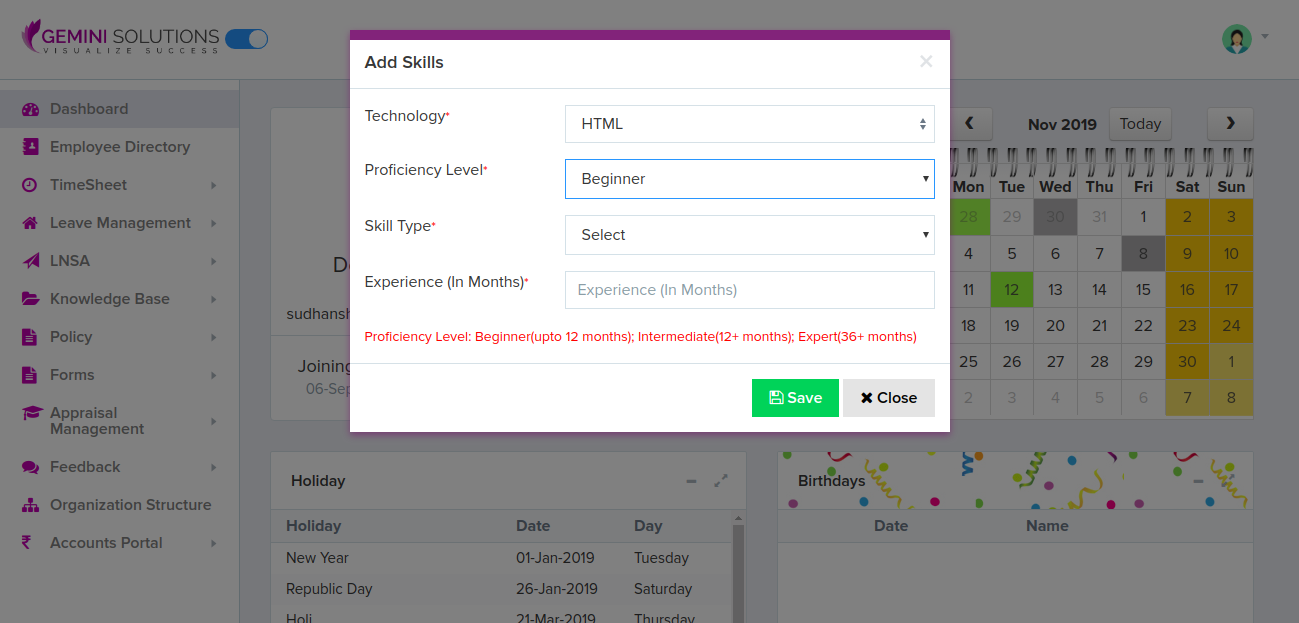 GEMINI SOLUTIONS
VISUALIZE SUCCESS
Dashboard
Employee Directory
TimeSheet
Leave Management
LNSA
Knowledge Base
Policy
Forms
Appraisal
Management
Feedback
Organization Structure
Accounts Portal
Add Skills
Technology*
HTML
Proficiency Level*
Beginner
Skill Type*
Select
Experience (In Months)*
Experience (In Months)
Proficiency Level: Beginner(upto 12 months); Intermediate(12+ months); Expert(36+ months)
Save
Close
Joining
06-Sep
Nov 2019
Today
Mon Tue Wed Thu Fri Sat Sun
28 29 30 31 1 2 3
4 5 6 7 8 9 10
11 12 13 14 15 16 17
18 19 20 21 22 23 24
25 26 27 28 29 30 1
2 3 4 5 6 7 8
Holiday
Holiday Date Day
New Year 01-Jan-2019 Tuesday
Republic Day 26-Jan-2019 Saturday
Holi 21-Mar-2019 Thursday
Birthdays
Date Name